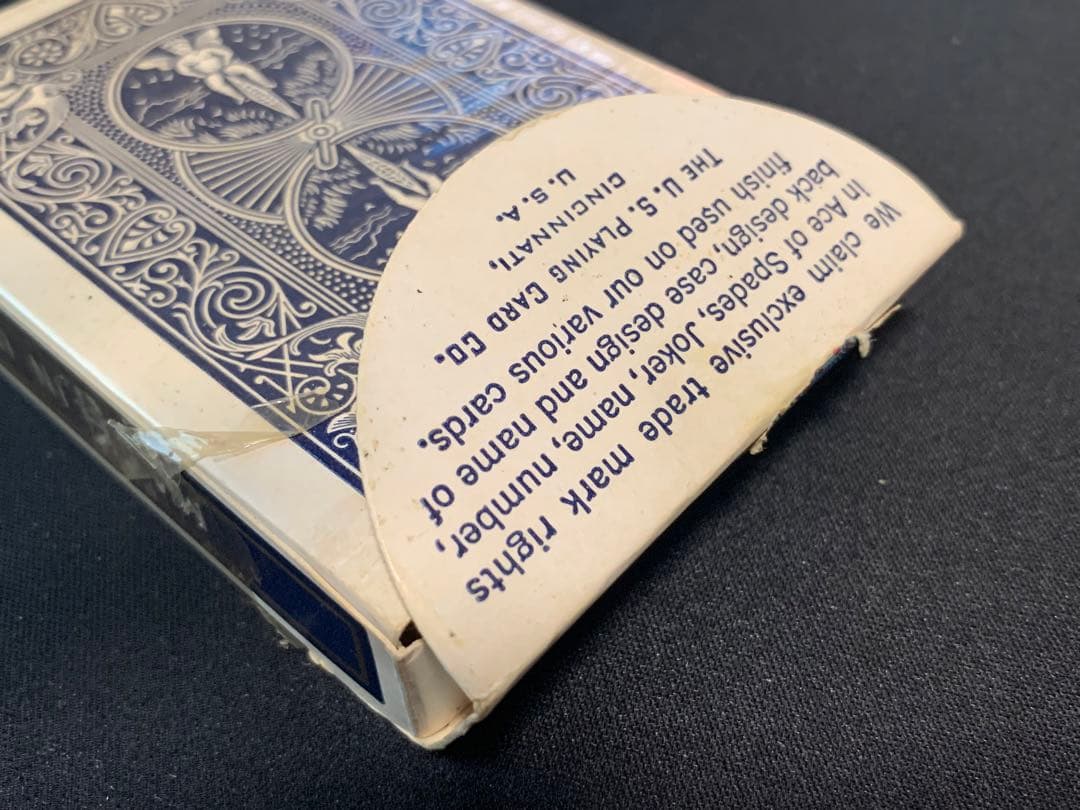 We claim exclusive trade mark rights
in Ace of Spades, Joker, name, number,
back design, case design and name of
finish used on our various cards.
THE U. S. PLAYING CARD CO.
CINCINNATI,
U. S. A.